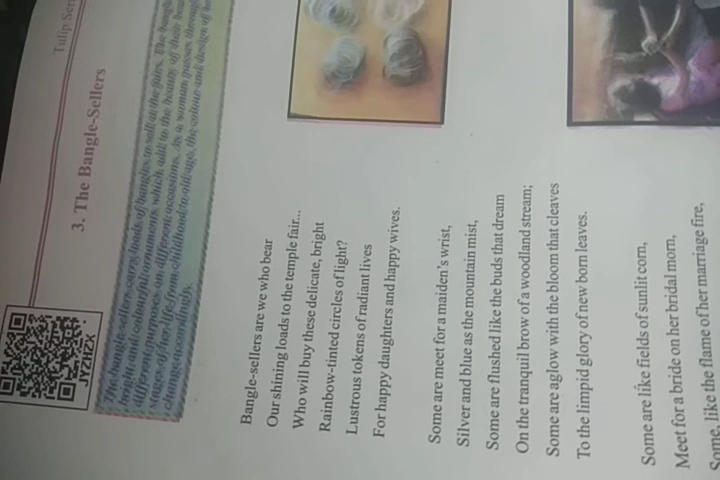 Tulip Ser
3. The Bangle-Sellers
The bangle-sellers carry loads of bangles to sell at the fairs. The bangle
bright and colourful ornaments which add to the beauty of their
different purposes on different occasions. As a woman passes through
stages of her life from childhood to old age, the colour and design of
change accordingly.
JTZHZX
Bangle-sellers are we who bear
Our shining loads to the temple fair...
Who will buy these delicate, bright
Rainbow-tinted circles of light?
Lustrous tokens of radiant lives
For happy daughters and happy wives.
Some are meet for a maiden's wrist,
Silver and blue as the mountain mist,
Some are flushed like the buds that dream
On the tranquil brow of a woodland stream;
Some are aglow with the bloom that cleaves
To the limpid glory of new born leaves.
Some are like fields of sunlit corn,
Meet for a bride on her bridal morn,
Some, like the flame of her marriage fire,